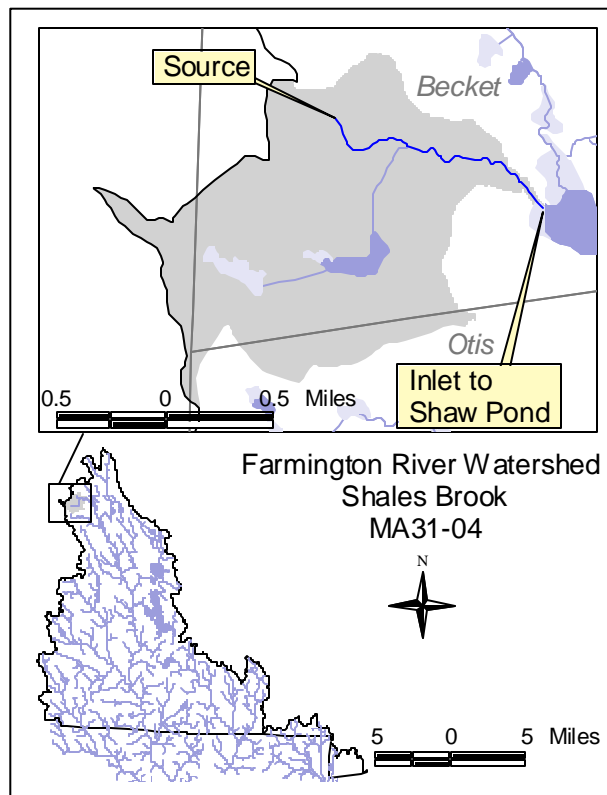 Source
Becket
Otis
Inlet to
Shaw Pond
0.5 0 0.5 Miles
Farmington River Watershed
Shales Brook
MA31-04
N
5 0 5 Miles